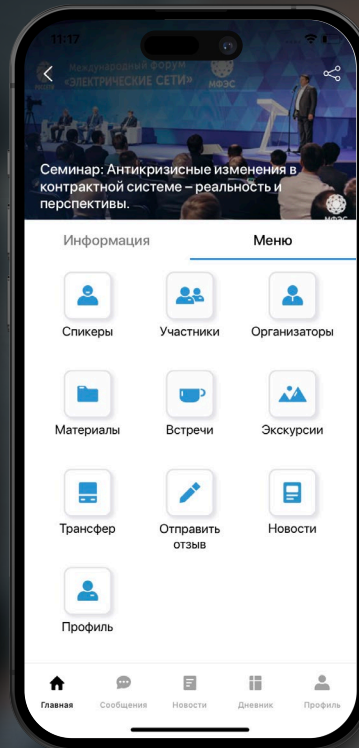 11:17
Международный форум
«ЭЛЕКТРИЧЕСКИЕ СЕТИ»
МФЭС
Семинар: Антикризисные изменения в
контрактной системе – реальность и
перспективы.
МФЭС
Информация
Меню
Спикеры
Участники
Организаторы
Материалы
Встречи
Экскурсии
Трансфер
Отправить
отзыв
Новости
Профиль
Главная
Сообщения
Новости
Дневник
Профиль